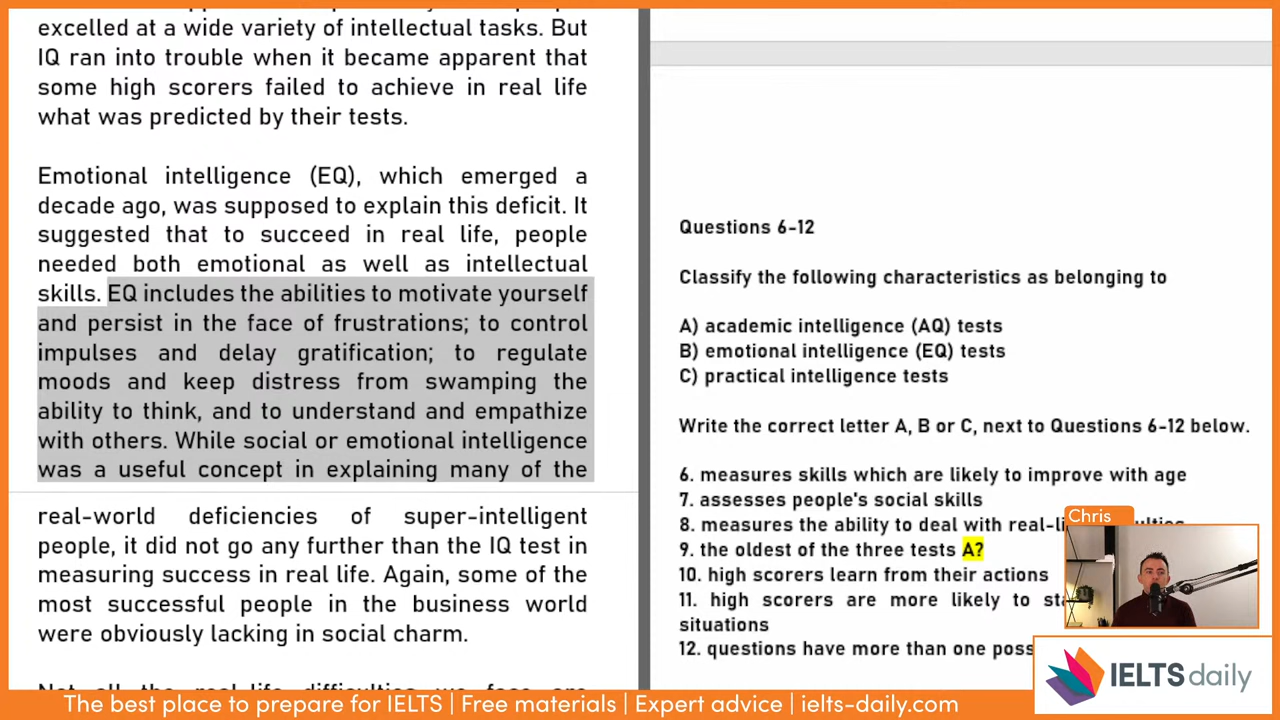 excelled at a wide variety of intellectual tasks. But
IQ ran into trouble when it became apparent that
some high scorers failed to achieve in real life
what was predicted by their tests.
Emotional intelligence (EQ), which emerged a
decade ago, was supposed to explain this deficit. It
suggested that to succeed in real life, people
needed both emotional as well as intellectual
skills. EQ includes the abilities to motivate yourself
and persist in the face of frustrations; to control
impulses and delay gratification; to regulate
moods and keep distress from swamping the
ability to think, and to understand and empathize
with others. While social or emotional intelligence
was a useful concept in explaining many of the
real-world deficiencies of super-intelligent
people, it did not go any further than the IQ test in
measuring success in real life. Again, some of the
most successful people in the business world
were obviously lacking in social charm.
Not all the real-life difficulties we face are
Questions 6-12
Classify the following characteristics as belonging to
A) academic intelligence (AQ) tests
B) emotional intelligence (EQ) tests
C) practical intelligence tests
Write the correct letter A, B or C, next to Questions 6-12 below.
6. measures skills which are likely to improve with age
7. assesses people's social skills
8. measures the ability to deal with
9. the oldest of the three tests A?
10. high scorers learn from their actions
11. high scorers are more likely to
situations
12. questions have more than one
Chris
IELTS daily
The best place to prepare for IELTS | Free materials | Expert advice | ielts-daily.com